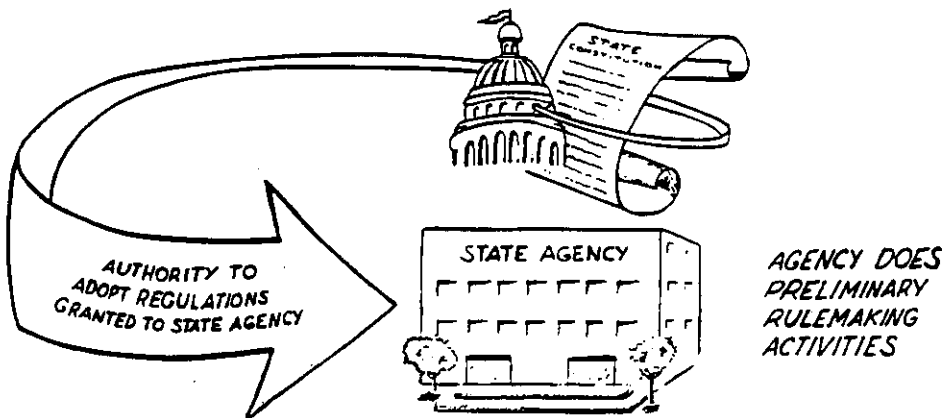 STATE
CONSTITUTION
AUTHORITY TO
ADOPT REGULATIONS
GRANTED TO STATE AGENCY
STATE AGENCY
AGENCY DOES
PRELIMINARY
RULEMAKING
ACTIVITIES